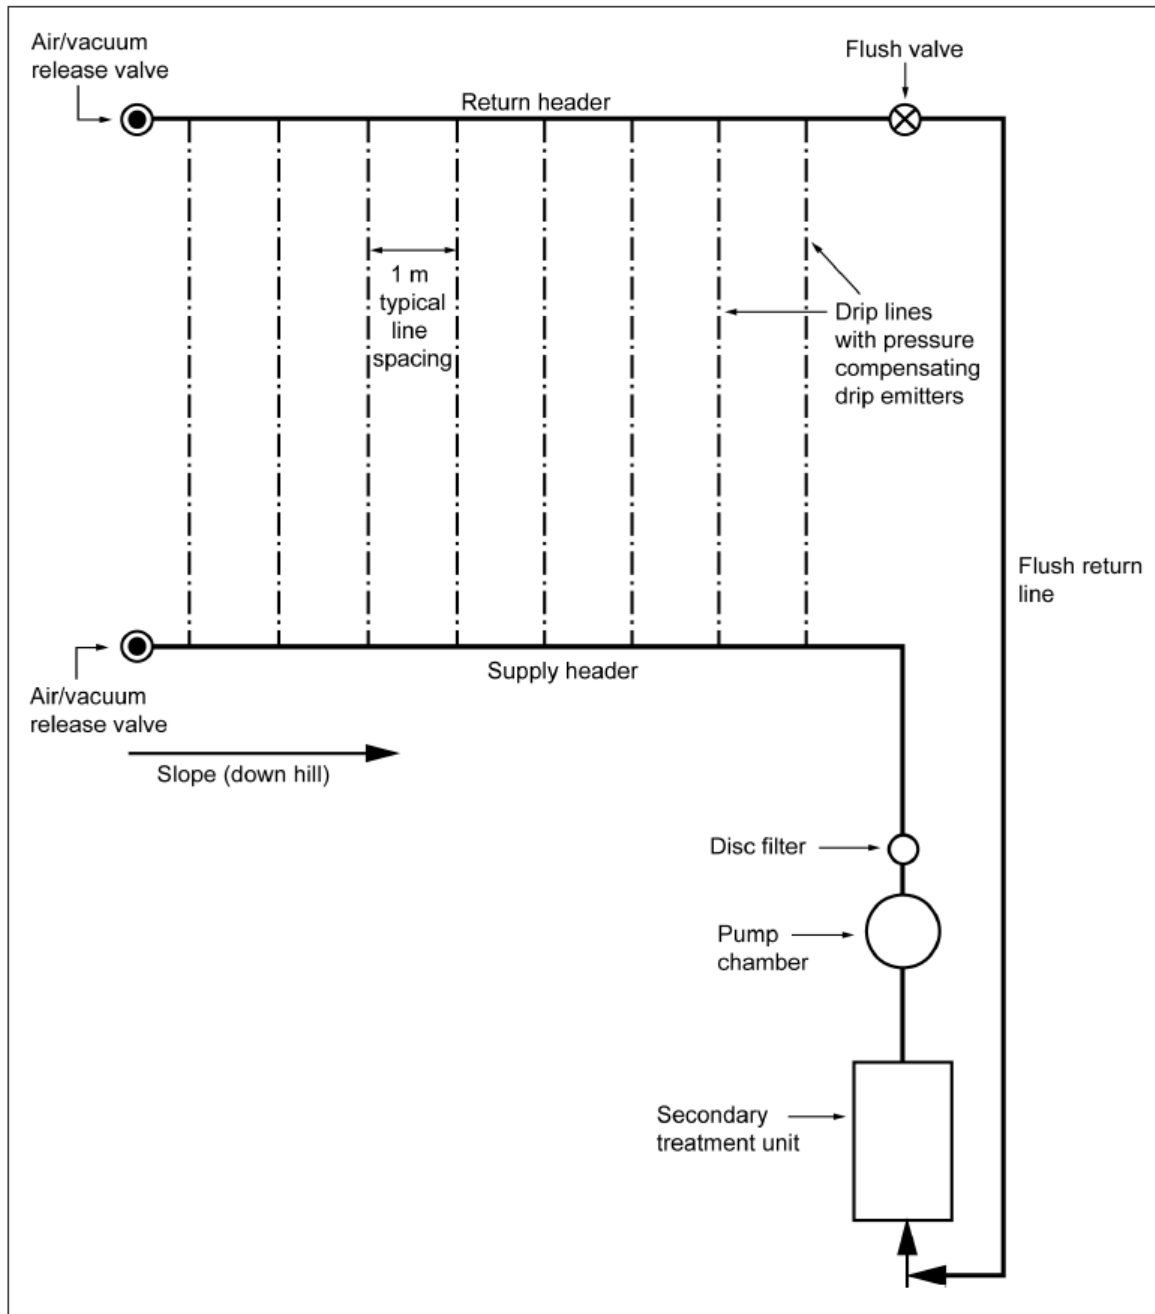 Air/vacuum
release valve
Flush valve
Return header
1 m
typical
line
spacing
Drip lines
with pressure
compensating
drip emitters
Flush return
line
Supply header
Air/vacuum
release valve
Slope (down hill)
Disc filter
Pump
chamber
Secondary
treatment unit